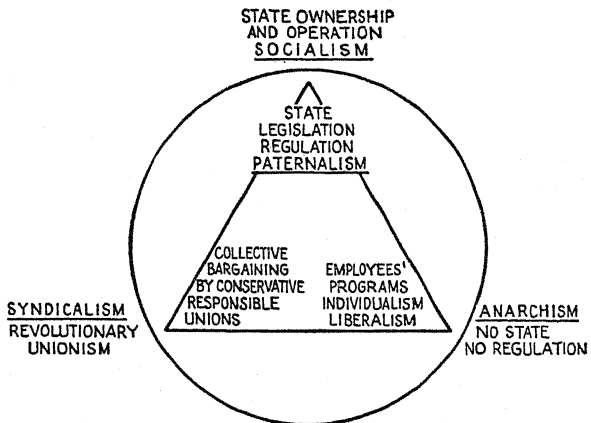 STATE OWNERSHIP
AND OPERATION
SOCIALISM
STATE
LEGISLATION
REGULATION
PATERNALISM
COLLECTIVE
BARGAINING
BY CONSERVATIVE
RESPONSIBLE
UNIONS
EMPLOYEES'
PROGRAMS
INDIVIDUALISM
LIBERALISM
SYNDICALISM
REVOLUTIONARY
UNIONISM
ANARCHISM
NO STATE
NO REGULATION